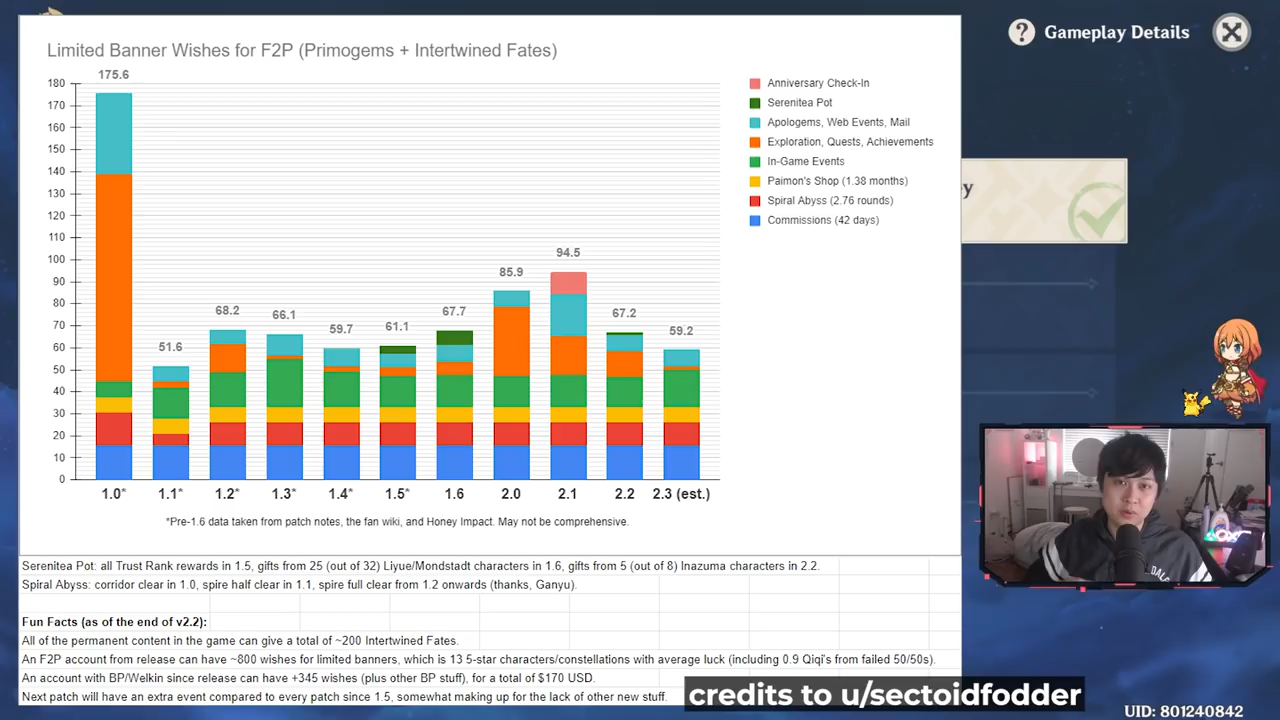 Limited Banner Wishes for F2P (Primogems + Intertwined Fates)
Gameplay Details
175.6
180
170
160
150
140
130
120
110
100
90
80
70
60
50
40
30
20
10
0
51.6
68.2
66.1
59.7
61.1
67.7
85.9
94.5
67.2
59.2
Anniversary Check-In
Serenitea Pot
Apologems, Web Events, Mail
Exploration, Quests, Achievements
In-Game Events
Paimon's Shop (1.38 months)
Spiral Abyss (2.76 rounds)
Commissions (42 days)
y
1.0* 1.1* 1.2* 1.3* 1.4* 1.5* 1.6 2.0 2.1 2.2 2.3 (est.)
*Pre-1.6 data taken from patch notes, the fan wiki, and Honey Impact. May not be comprehensive.
Serenitea Pot: all Trust Rank rewards in 1.5, gifts from 25 (out of 32) Liyue/Mondstadt characters in 1.6, gifts from 5 (out of 8) Inazuma characters in 2.2.
Spiral Abyss: corridor clear in 1.0, spire half clear in 1.1, spire full clear from 1.2 onwards (thanks, Ganyu).
Fun Facts (as of the end of v2.2):
All of the permanent content in the game can give a total of ~200 Intertwined Fates.
An F2P account from release can have ~800 wishes for limited banners, which is 13 5-star characters/constellations with average luck (including 0.9 Qiqi's from failed 50/50s).
An account with BP/Welkin since release can have +345 wishes (plus other BP stuff), for a total of $170 USD.
Next patch will have an extra event compared to every patch since 1.5, somewhat making up for the lack of other new stuff.
credits to u/sectoidfodder
UID: 801240842